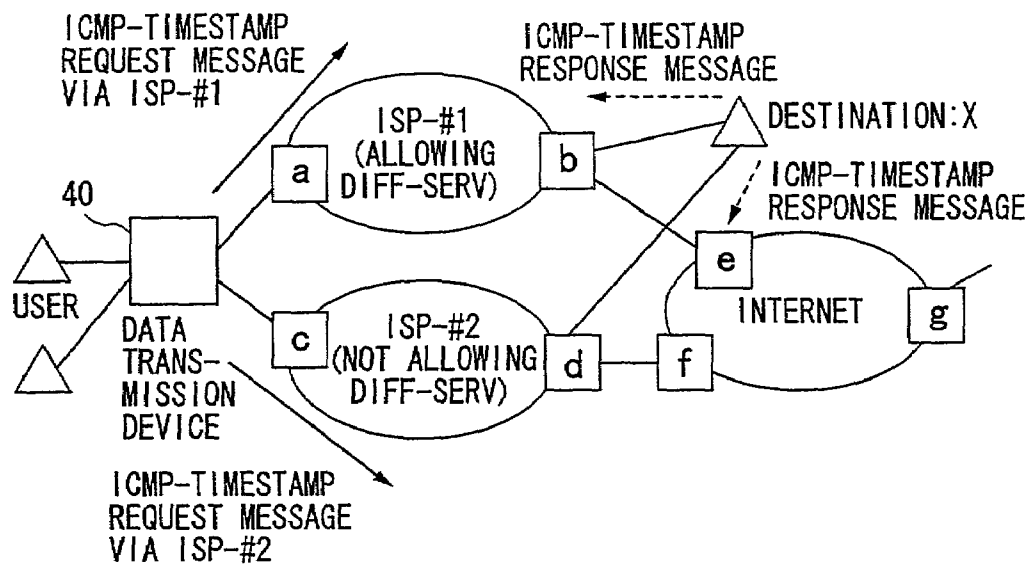 ICMP-TIMESTAMP
REQUEST MESSAGE
VIA ISP-#1
ICMP-TIMESTAMP
RESPONSE MESSAGE
ISP-#1
(ALLOWING
DIFF-SERV)
a
b
DESTINATION:X
ICMP-TIMESTAMP
RESPONSE MESSAGE
40
USER
DATA
TRANS-
MISSION
DEVICE
c
ISP-#2
(NOT ALLOWING
DIFF-SERV)
d
e
INTERNET
f
g
ICMP-TIMESTAMP
REQUEST MESSAGE
VIA ISP-#2